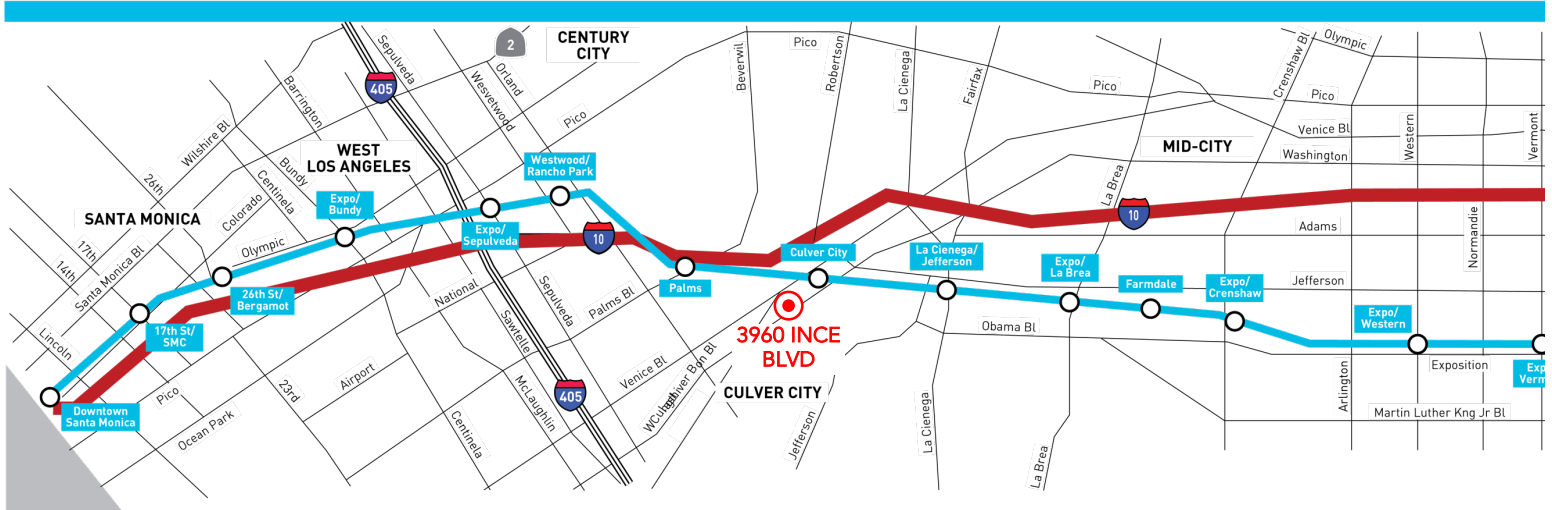 2
CENTURY
CITY
Sepulveda
Orland
Wesvetwood
Pico
Beverwil
Pico
Robertson
La Cienega
Fairfax
Pico
Crenshaw Bl
Olympic
Pico
Venice Bl
Washington
Western
Vermont
405
Barrington
Wilshire Bl
26th
WEST
LOS ANGELES
Bundy
Centinela
Colorado
Westwood/
Rancho Park
MID-CITY
La Brea
10
Adams
Normandie
SANTA MONICA
17th
14th
Santa Monica Bl
Olympic
Expo/
Bundy
Expo/
Sepulveda
10
Culver City
La Cienega/
Jefferson
Expo/
La Brea
Farmdale
Expo/
Crenshaw
Jefferson
Expo/
Western
Palms
26th St/
Bergamot
National
Sepulveda
Palms Bl
17th St/
SMC
Lincoln
Sawtelle
3960 INCE
BLVD
Obama Bl
Exposition
Venice Bl
Airport
23rd
Pico
Ocean Park
Downtown
Santa Monica
McLaughlin
Centinela
405
CULVER CITY
Jefferson
La Cienega
La Brea
Arlington
Martin Luther Kng Jr Bl
Exp
Verm